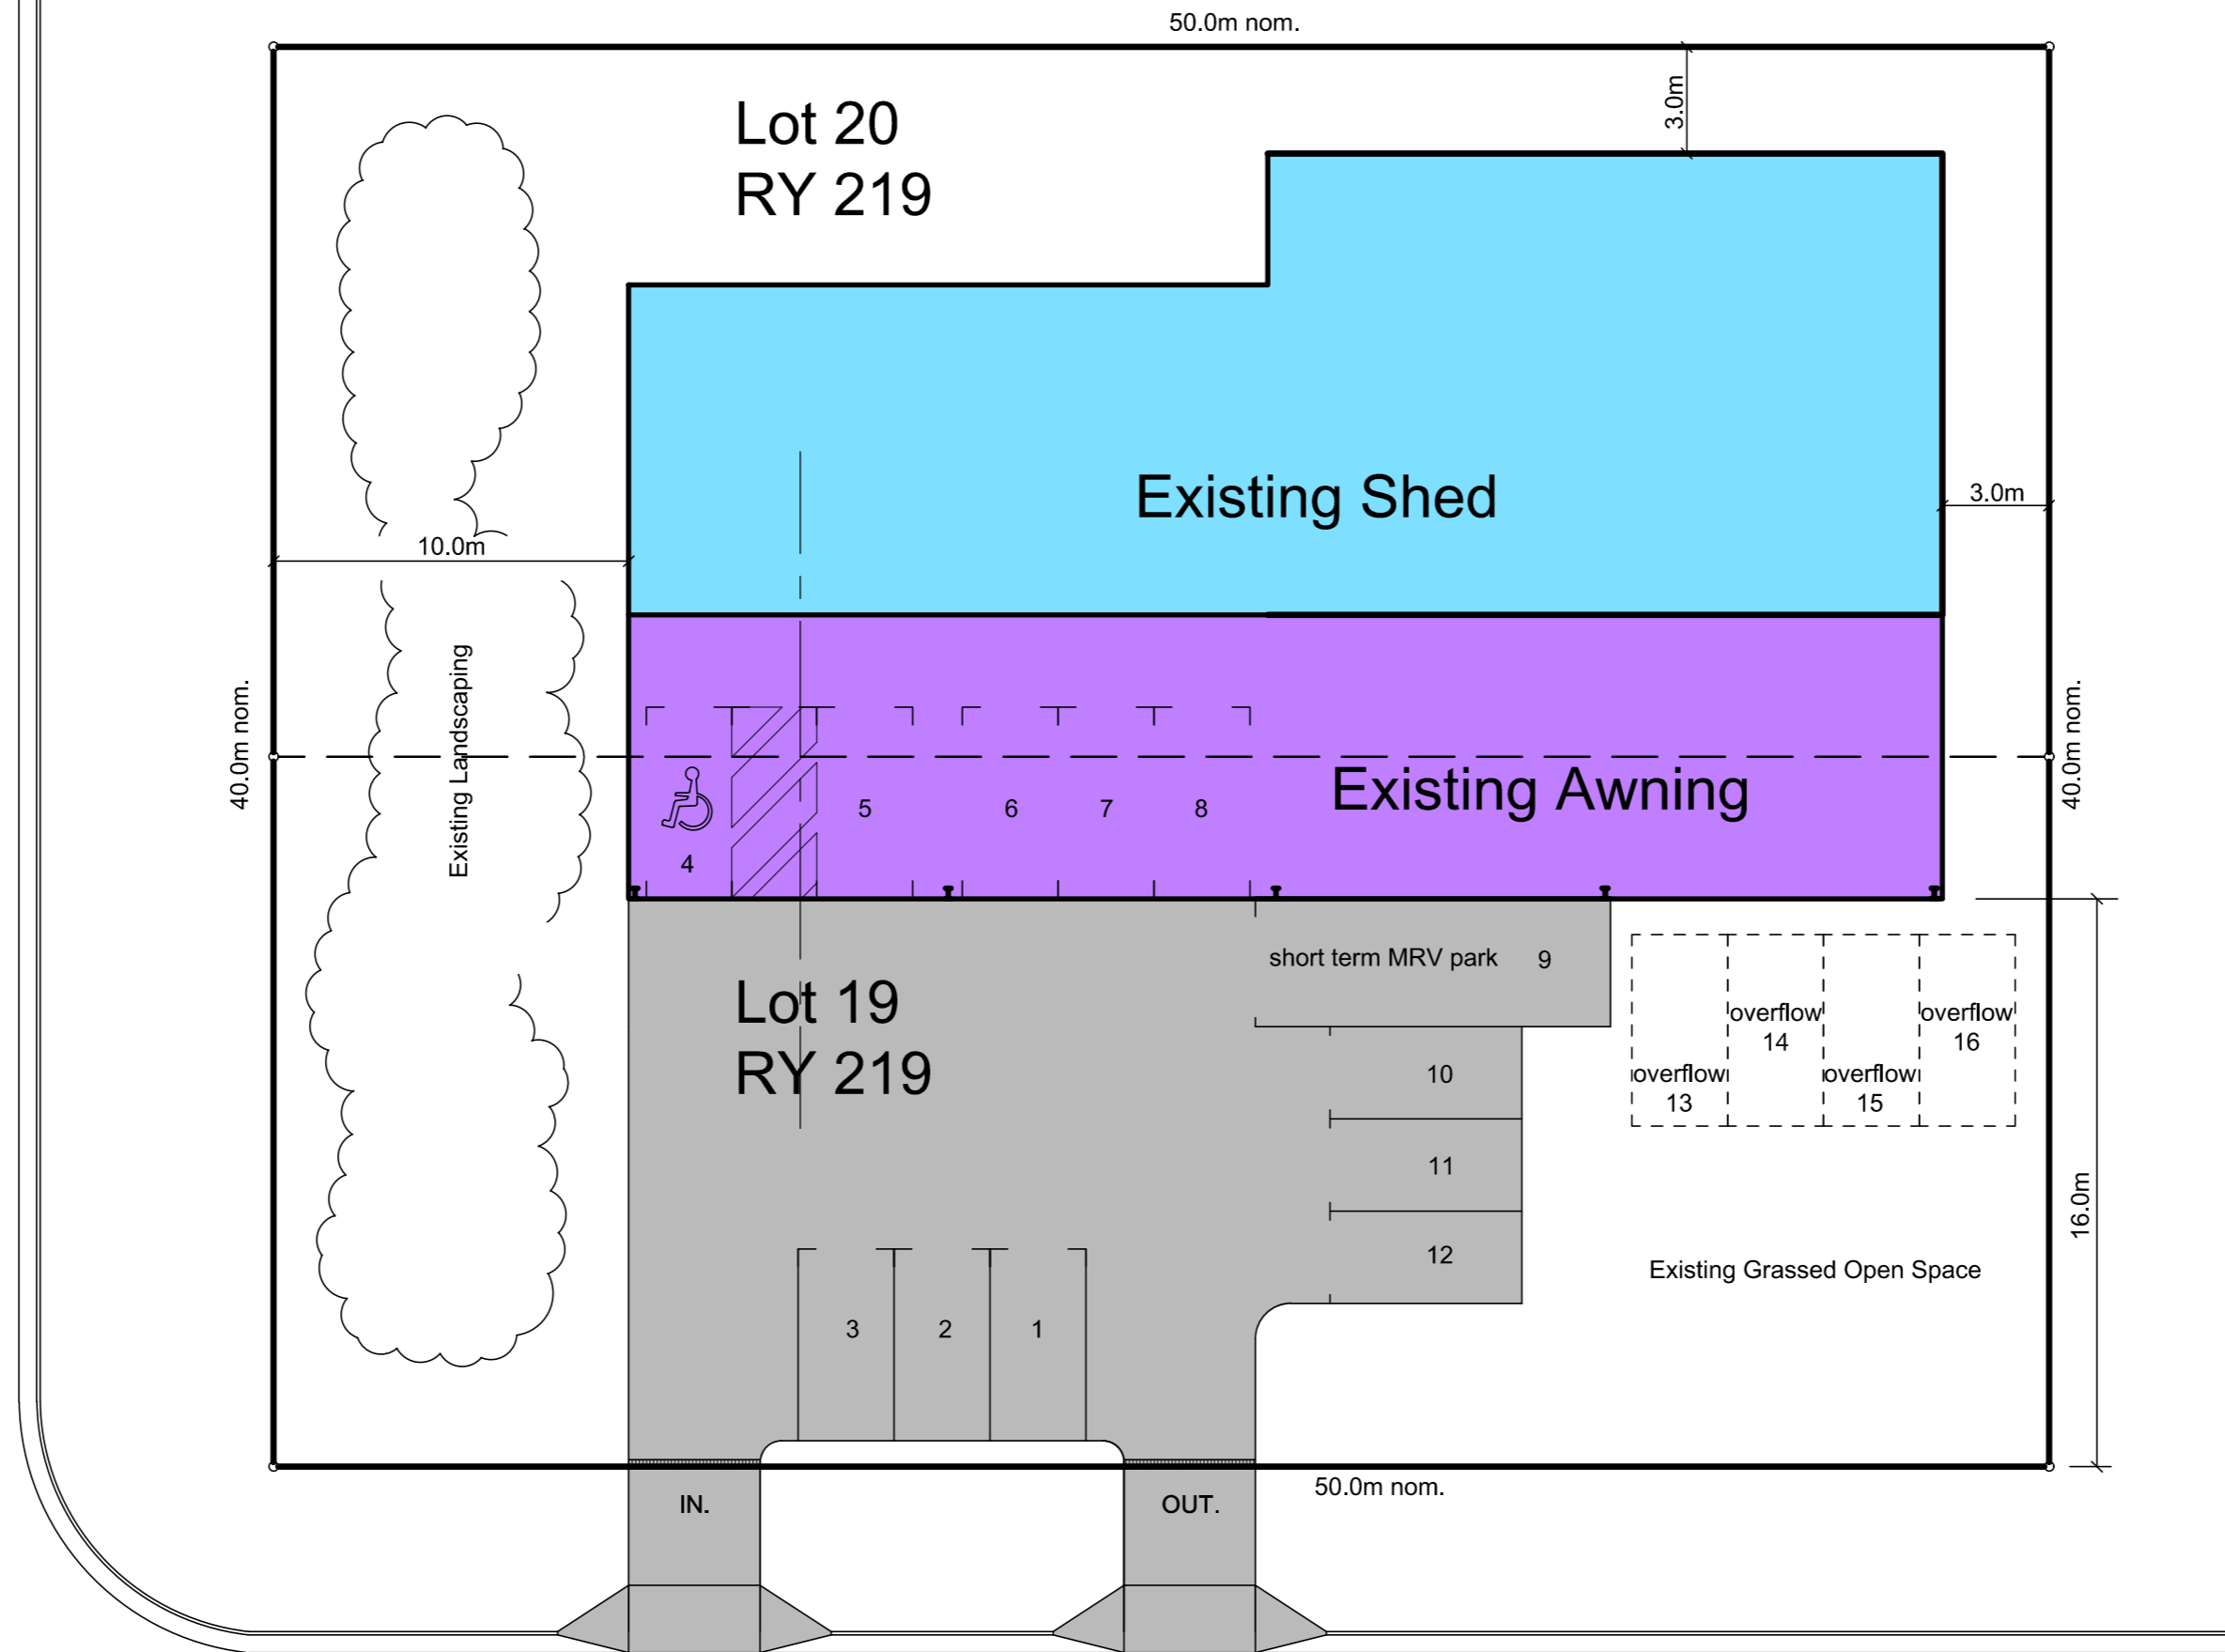 50.0m nom.
3.0m
Lot 20
RY 219
Existing Shed
3.0m
10.0m
Existing Landscaping
40.0m nom.
40.0m nom.
Existing Awning
5
6
7
8
4
short term MRV park 9
Lot 19
RY 219
overflow
13
overflow
14
overflow
15
overflow
16
10
11
12
16.0m
Existing Grassed Open Space
3
2
1
50.0m nom.
IN.
OUT.